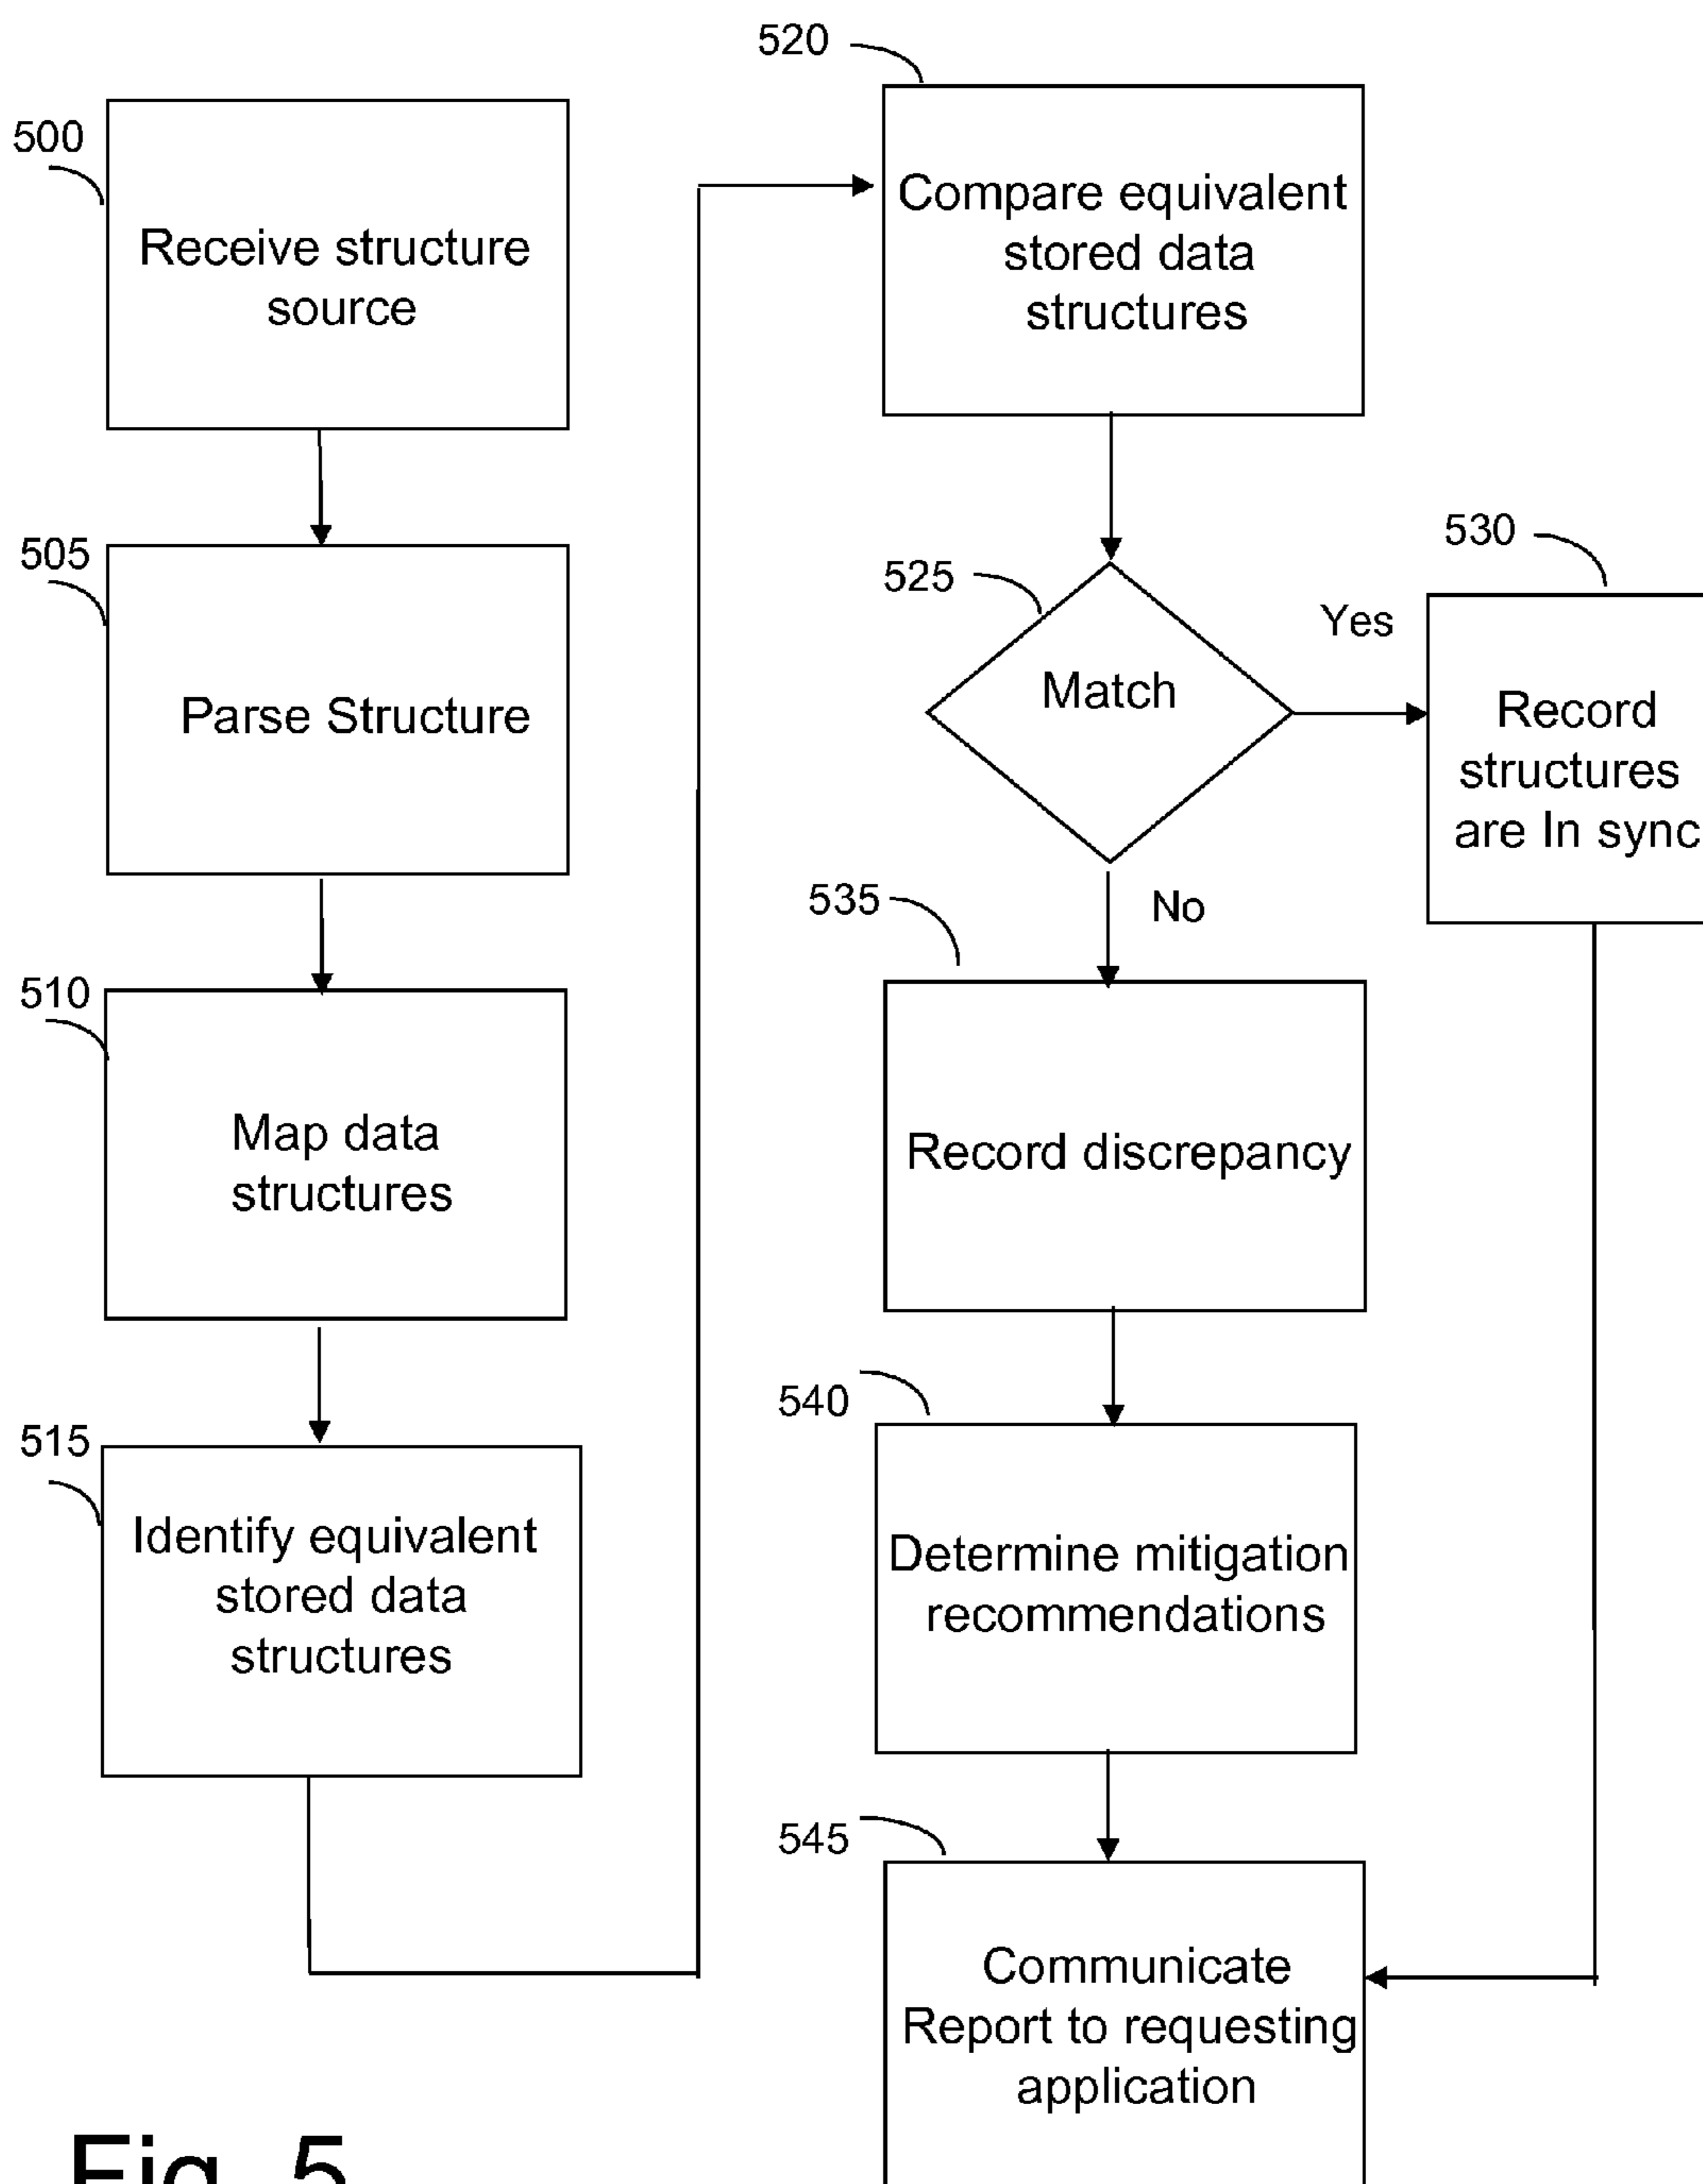 500
Receive structure
source
505
Parse Structure
510
Map data
structures
515
Identify equivalent
stored data
structures
520
Compare equivalent
stored data
structures
525
Match
Yes
530
Record
structures
are In sync
No
535
Record discrepancy
540
Determine mitigation
recommendations
545
Communicate
Report to requesting
application
Fig. 5